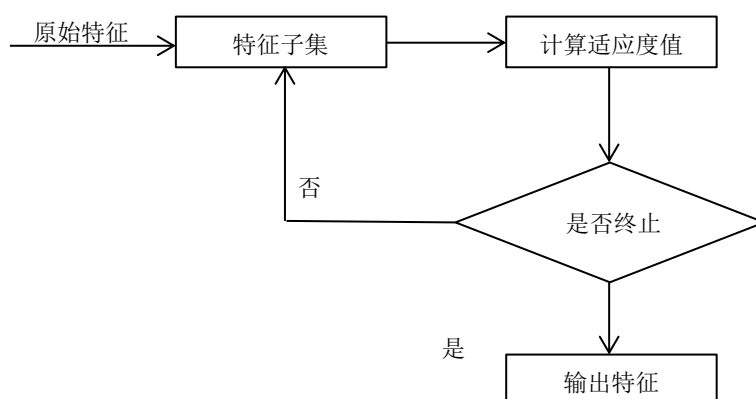 原始特征
特征子集
计算适应度值
否
是否终止
是
输出特征